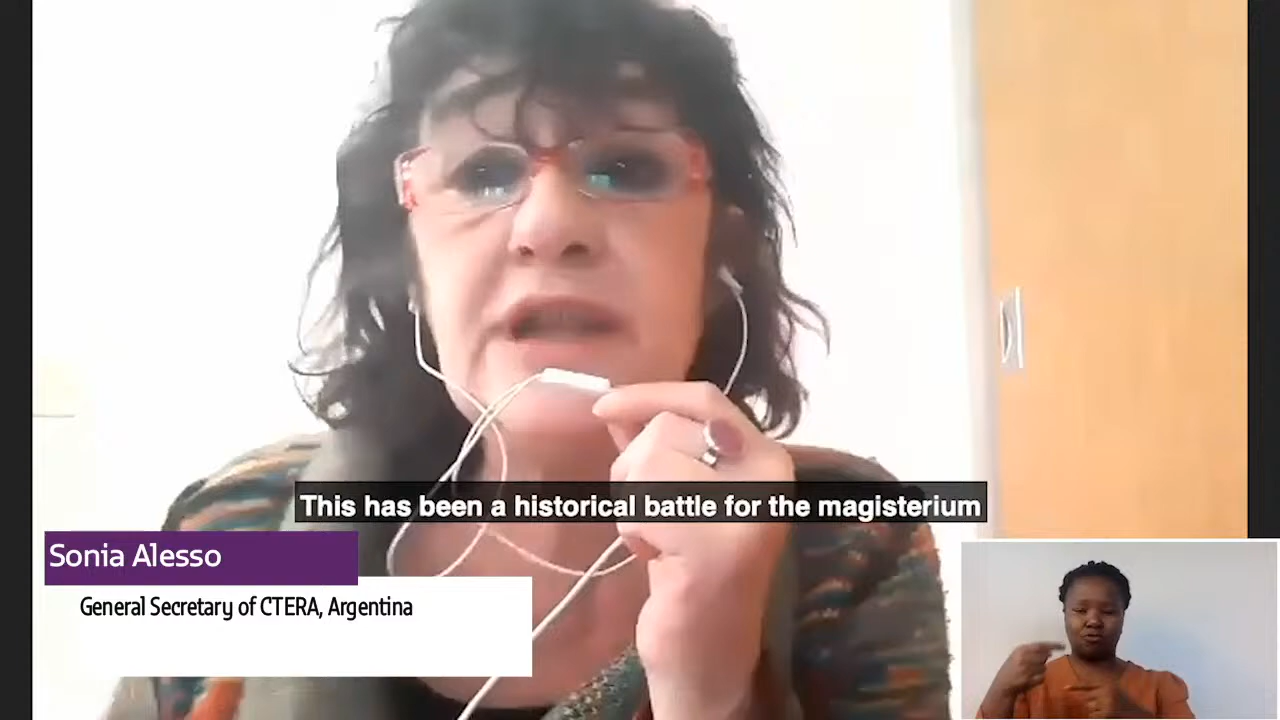 This has been a historical battle for the magisterium
Sonia Alesso
General Secretary of CTERA, Argentina